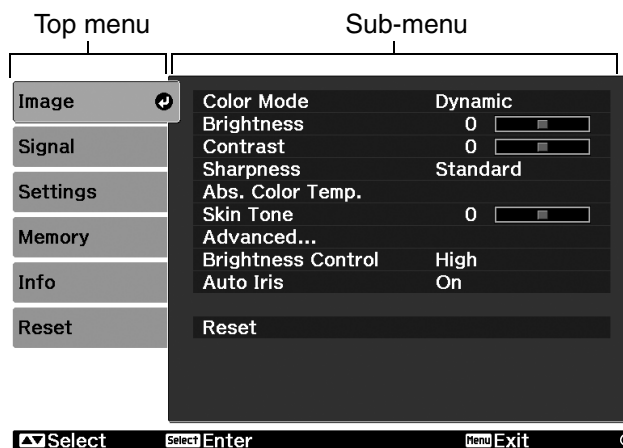 Top menu
Sub-menu
Image
Signal
Settings
Memory
Info
Reset
Color Mode Dynamic
Brightness 0
Contrast 0
Sharpness Standard
Abs. Color Temp.
Skin Tone 0
Advanced...
Brightness Control High
Auto Iris On
Reset
Select
Select Enter
Menu Exit